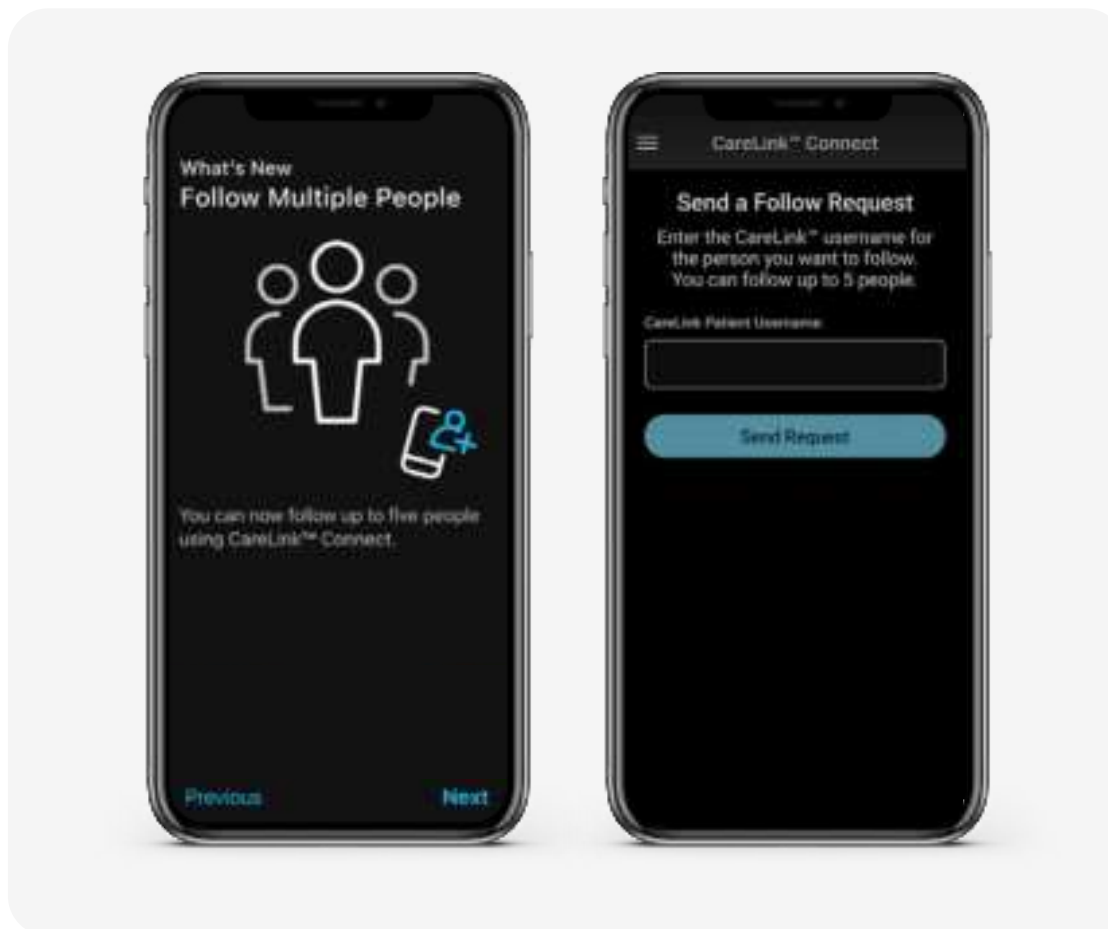 What's New
Follow Multiple People
You can now follow up to five people
using CareLink™ Connect.
Previous
Next
CareLink™ Connect
Send a Follow Request
Enter the CareLink™ username for
the person you want to follow.
You can follow up to 5 people.
CareLink Patient Username
Send Request